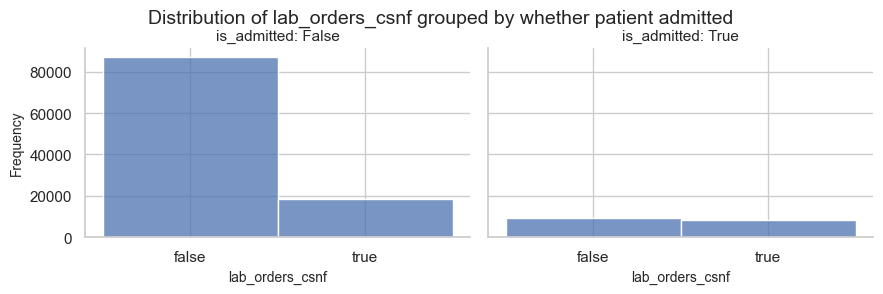 Distribution of lab_orders_csnf grouped by whether patient admitted
is_admitted: False
is_admitted: True
Frequency
80000
60000
40000
20000
0
false
true
false
true
lab_orders_csnf
lab_orders_csnf